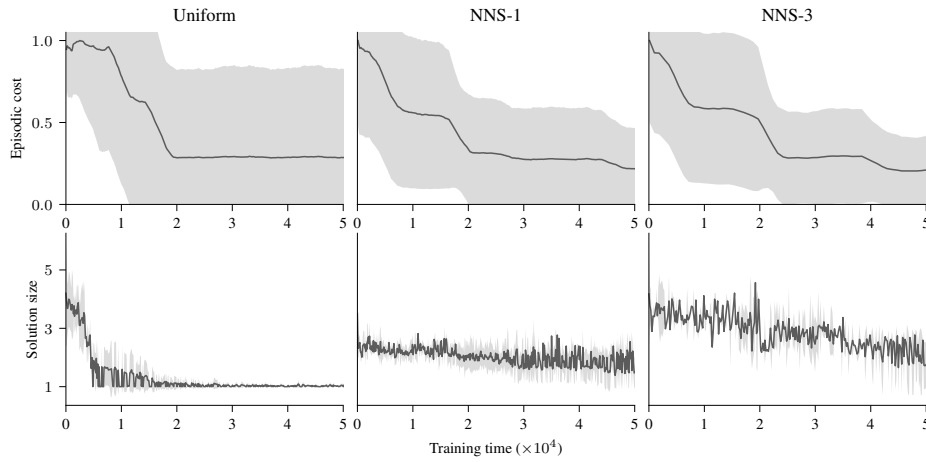 Uniform
NNS-1
NNS-3
Episodic cost
1.0
0.5
0.0
0 1 2 3 4 5
0 1 2 3 4 5
0 1 2 3 4 5
Solution size
5
3
1
0 1 2 3 4 5
0 1 2 3 4 5
0 1 2 3 4 5
Training time (×10⁴)